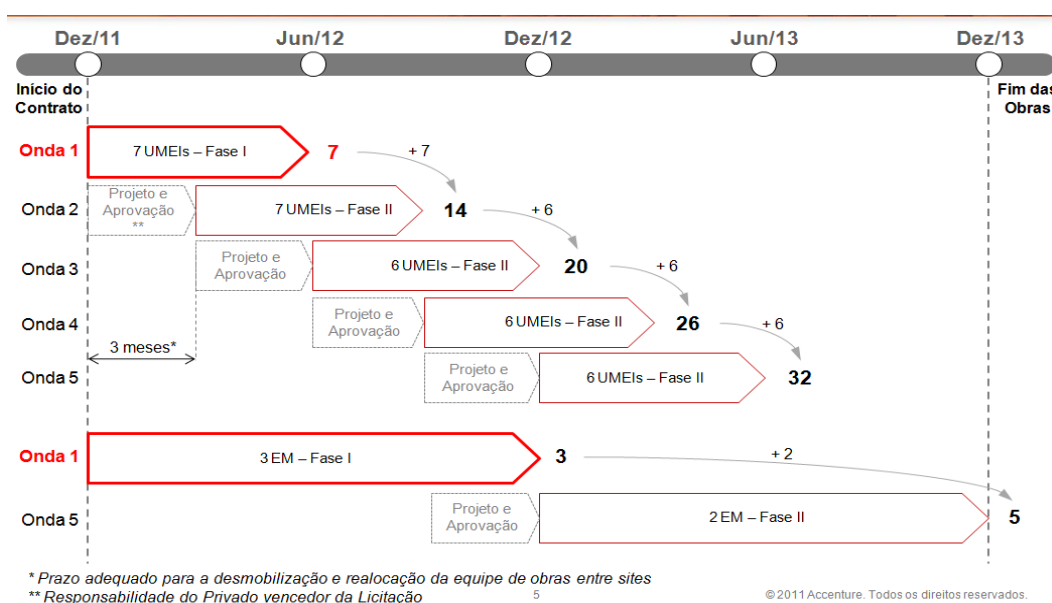 Dez/11 Jun/12 Dez/12 Jun/13 Dez/13
Início do
Contrato
Fim das
Obras
Onda 1
7 UMEIs – Fase I
7
+ 7
Onda 2
Projeto e
Aprovação
**
7 UMEIs – Fase II
14
+ 6
Onda 3
Projeto e
Aprovação
6 UMEIs – Fase II
20
+ 6
Onda 4
Projeto e
Aprovação
6 UMEIs – Fase II
26
+ 6
3 meses*
Onda 5
Projeto e
Aprovação
6 UMEIs – Fase II
32
Onda 1
3 EM – Fase I
3
+ 2
Onda 5
Projeto e
Aprovação
2 EM – Fase II
5
* Prazo adequado para a desmobilização e realocação da equipe de obras entre sites
** Responsabilidade do Privado vencedor da Licitação
5
© 2011 Accenture. Todos os direitos reservados.